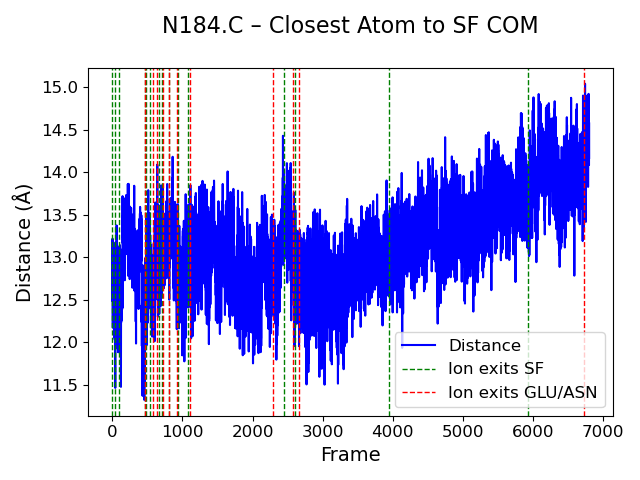 N184.C – Closest Atom to SF COM
15.0
14.5
14.0
13.5
13.0
12.5
12.0
11.5
Distance (Å)
Distance
Ion exits SF
Ion exits GLU/ASN
0 1000 2000 3000 4000 5000 6000 7000
Frame